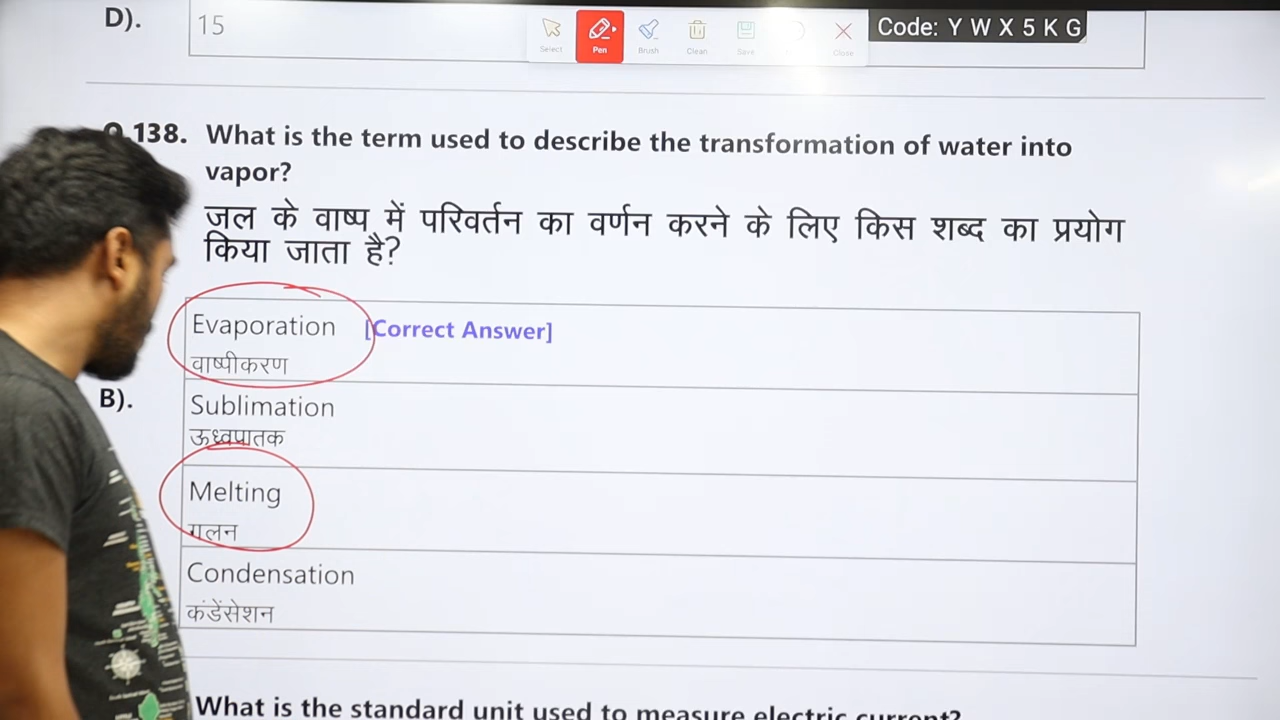 D).
15
Select
Pen
Brush
Clean
Save
Close
Code: Y W X 5 K G
Q.138. What is the term used to describe the transformation of water into
vapor?
जल के वाष्प में परिवर्तन का वर्णन करने के लिए किस शब्द का प्रयोग
किया जाता है?
Evaporation [Correct Answer]
वाष्पीकरण
B).
Sublimation
ऊर्ध्वपातक
Melting
गलन
Condensation
कंडेंसेशन
What is the standard unit used to measure electric current?